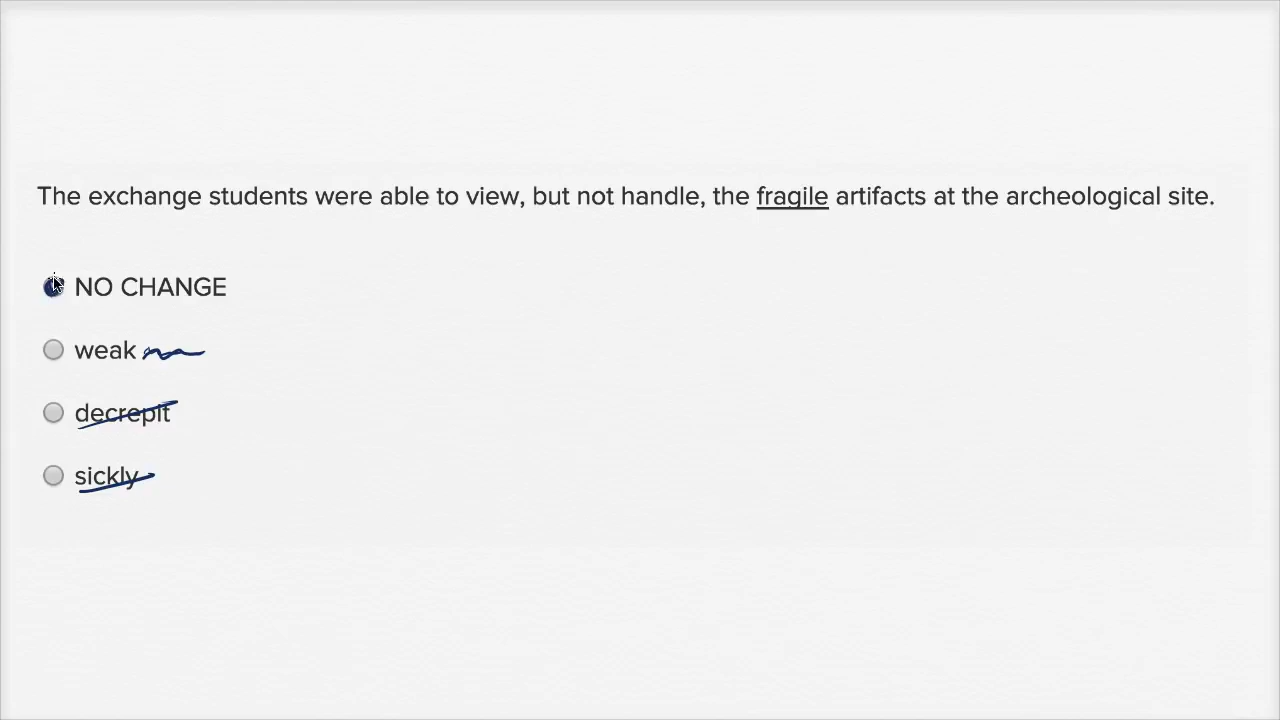 The exchange students were able to view, but not handle, the fragile artifacts at the archeological site.
NO CHANGE
weak
decrepit
sickly